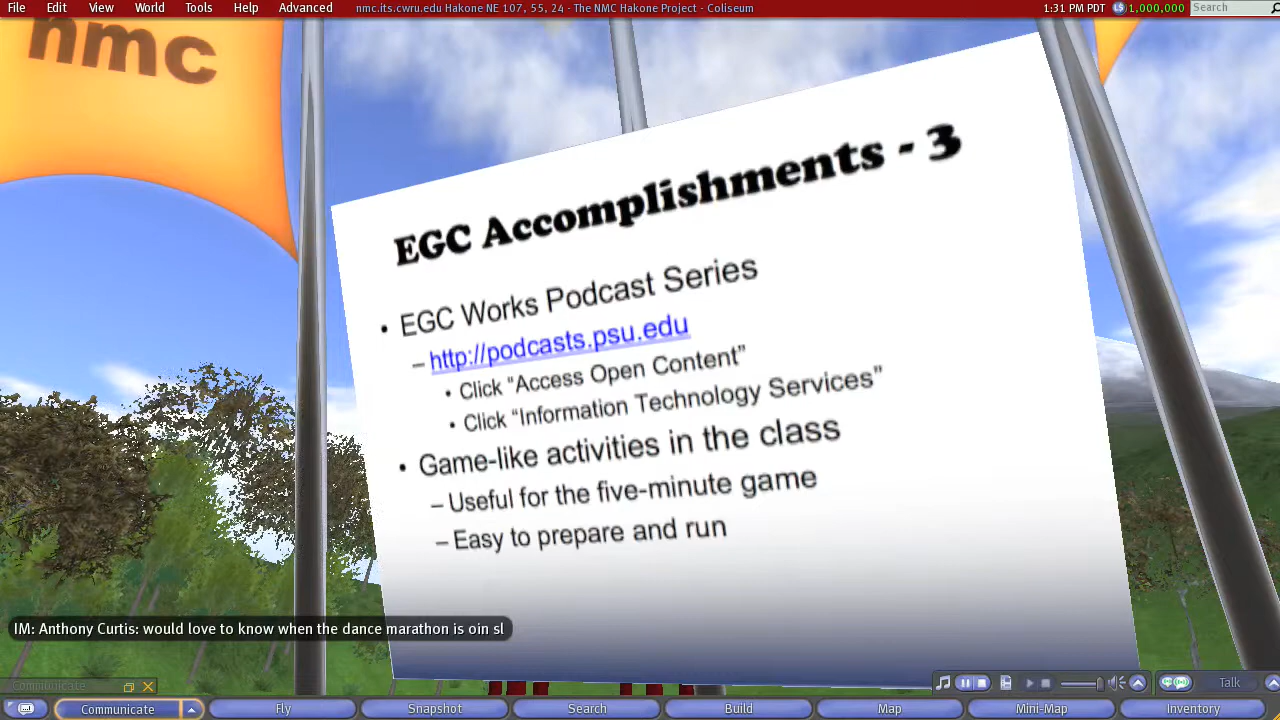 File Edit View World Tools Help Advanced nmc.its.cwru.edu Hakone NE 107, 55, 24 - The NMC Hakone Project - Coliseum 1:31 PM PDT L$ 1,000,000 Search
nmc
EGC Accomplishments - 3
• EGC Works Podcast Series
– http://podcasts.psu.edu
• Click “Access Open Content”
• Click “Information Technology Services”
• Game-like activities in the class
– Useful for the five-minute game
– Easy to prepare and run
IM: Anthony Curtis: would love to know when the dance marathon is oin sl
Communicate
Talk
Communicate Fly Snapshot Search Build Map Mini-Map Inventory